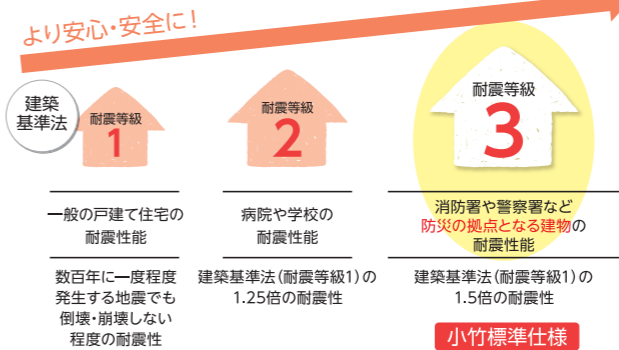 より安心・安全に!
建築
基準法
耐震等級
1
耐震等級
2
耐震等級
3
一般の戸建て住宅の
耐震性能
病院や学校の
耐震性能
消防署や警察署など
防災の拠点となる建物の
耐震性能
数百年に一度程度
発生する地震でも
倒壊・崩壊しない
程度の耐震性
建築基準法(耐震等級1)の
1.25倍の耐震性
建築基準法(耐震等級1)の
1.5倍の耐震性
小竹標準仕様